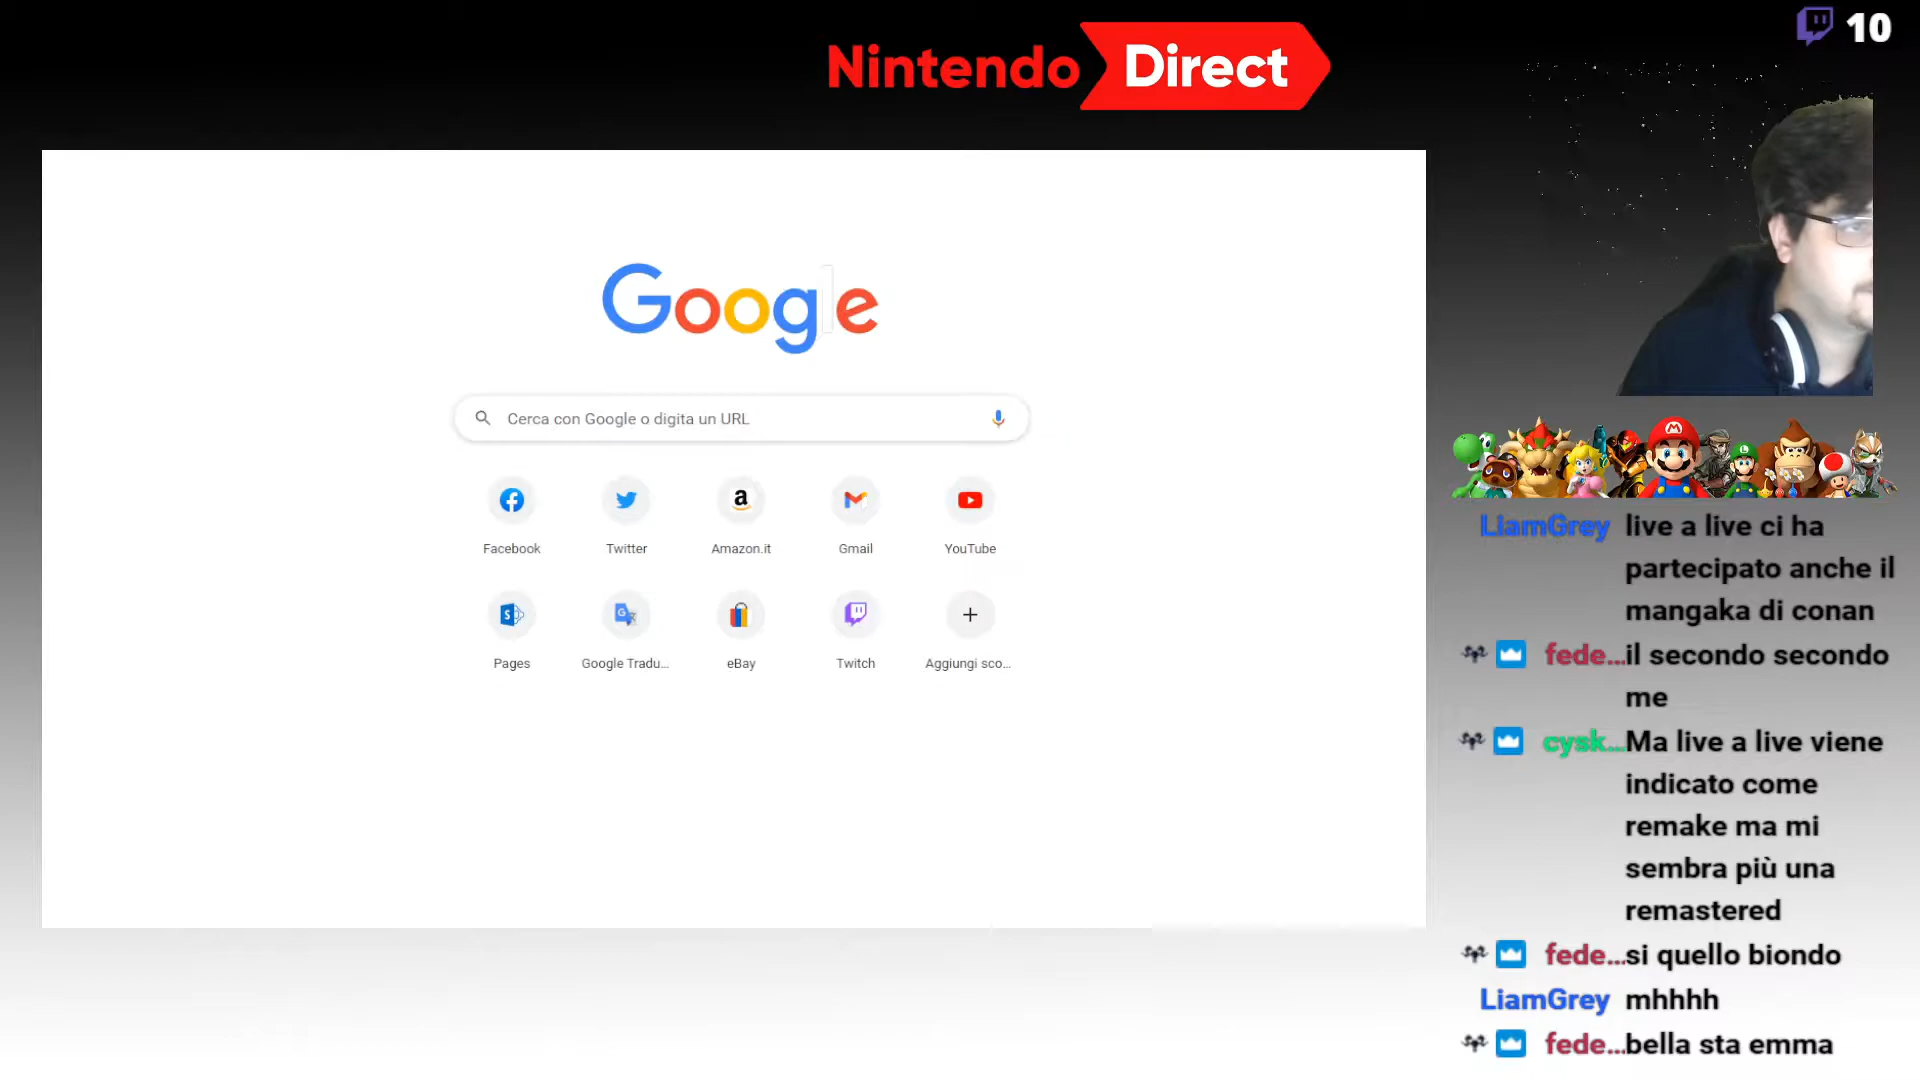 Nintendo Direct
10
Google
Cerca con Google o digita un URL
Facebook
Twitter
Amazon.it
Gmail
YouTube
Pages
Google Tradu...
eBay
Twitch
Aggiungi sco...
LiamGrey live a live ci ha
partecipato anche il
mangaka di conan
fede...il secondo secondo
me
cysk...Ma live a live viene
indicato come
remake ma mi
sembra più una
remastered
fede...si quello biondo
LiamGrey mhhhh
fede...bella sta emma